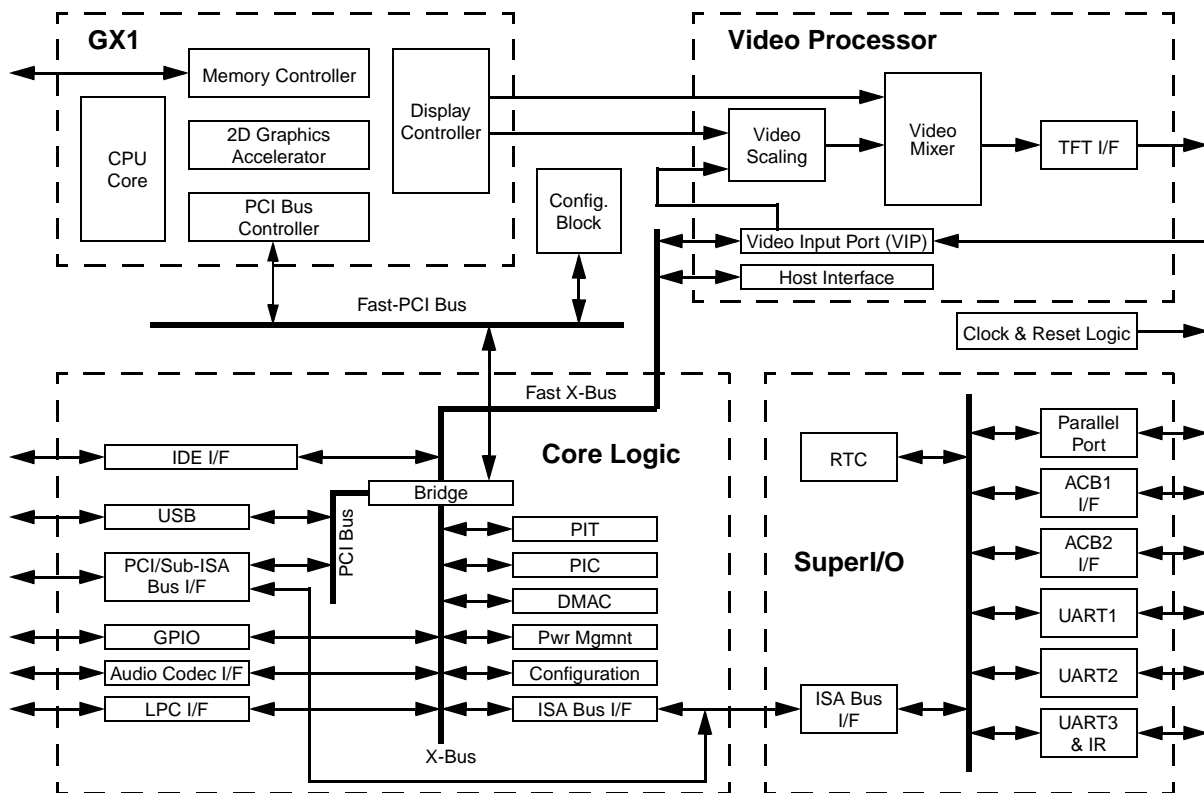 GX1
Memory Controller
CPU
Core
2D Graphics
Accelerator
PCI Bus
Controller
Display
Controller
Config.
Block
Fast-PCI Bus
Video Processor
Video
Scaling
Video
Mixer
TFT I/F
Video Input Port (VIP)
Host Interface
Clock & Reset Logic
Fast X-Bus
Core Logic
IDE I/F
Bridge
USB
PCI Bus
PCI/Sub-ISA
Bus I/F
GPIO
Audio Codec I/F
LPC I/F
PIT
PIC
DMAC
Pwr Mgmnt
Configuration
ISA Bus I/F
X-Bus
SuperI/O
RTC
ISA Bus
I/F
Parallel
Port
ACB1
I/F
ACB2
I/F
UART1
UART2
UART3
& IR